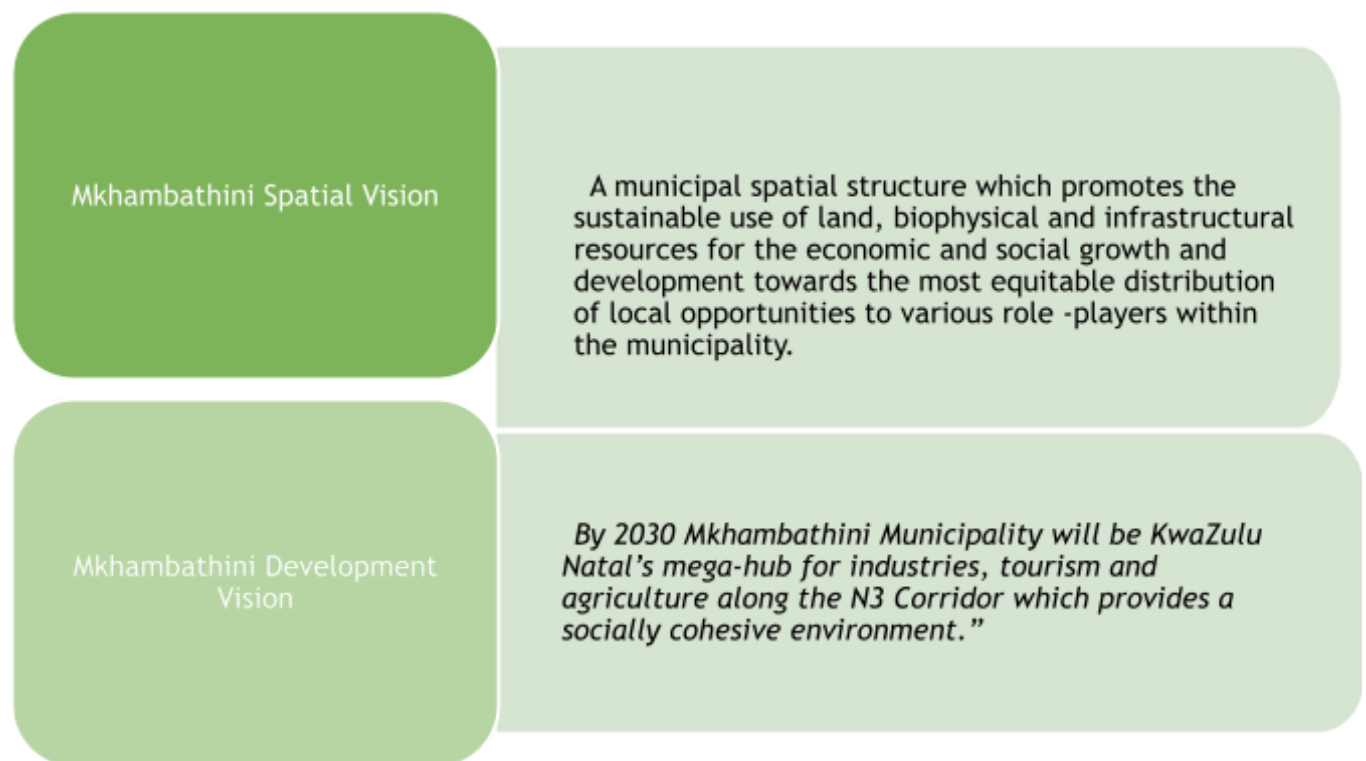 Mkhambathini Spatial Vision
A municipal spatial structure which promotes the
sustainable use of land, biophysical and infrastructural
resources for the economic and social growth and
development towards the most equitable distribution
of local opportunities to various role -players within
the municipality.
Mkhambathini Development
Vision
By 2030 Mkhambathini Municipality will be KwaZulu
Natal’s mega-hub for industries, tourism and
agriculture along the N3 Corridor which provides a
socially cohesive environment.”